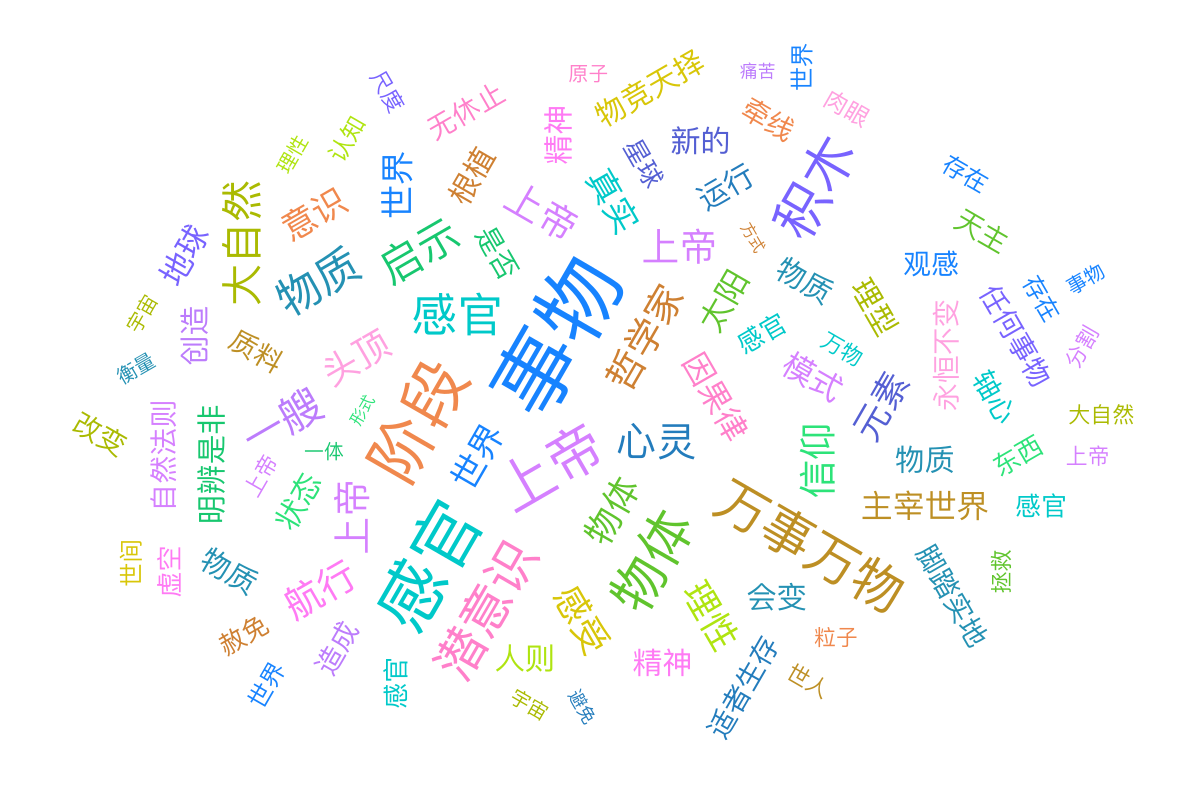 世界
原子
痛苦
物竞天择
尺度
肉眼
无休止
牵线
精神
认知
新的
理性
星球
存在
根植
世界
运行
积木
真实
上帝
意识
大自然
天主
方式
上帝
启示
是否
地球
观感
物质
物质
事物
存在
太阳
理型
感官
宇宙
感官
创造
任何事物
事物
哲学家
万物
分割
质料
永恒不变
头顶
衡量
模式
轴心
因果律
元素
形式
一艘
大自然
阶段
改变
心灵
明辨是非
自然法则
一体
世界
上帝
东西
上帝
物质
信仰
上帝
状态
主宰世界
感官
物体
上帝
万事万物
物体
世间
虚空
物质
感官
拯救
航行
脚踏实地
会变
潜意识
理性
感受
赦免
粒子
造成
人则
精神
世人
感官
世界
适者生存
宇宙
避免